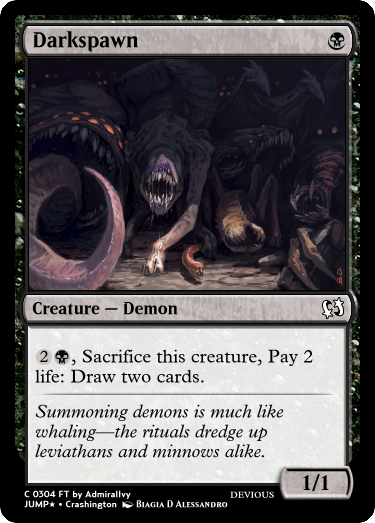 Darkspawn
Creature — Demon
2, Sacrifice this creature, Pay 2
life: Draw two cards.
Summoning demons is much like
whaling—the rituals dredge up
leviathans and minnows alike.
1/1
C 0304 FT by AdmiralIvy
DEVIOUS
JUMP★ • Crashington
Biagia D Alessandro